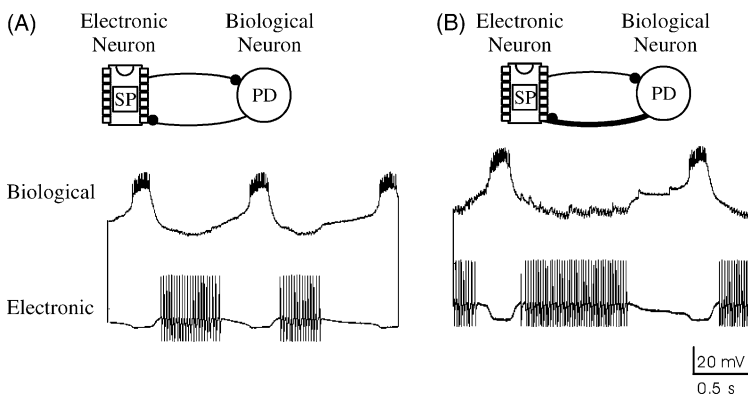 (A)
Electronic
Neuron
Biological
Neuron
SP
PD
Biological
Electronic
(B)
Electronic
Neuron
Biological
Neuron
SP
PD
20 mV
0.5 s